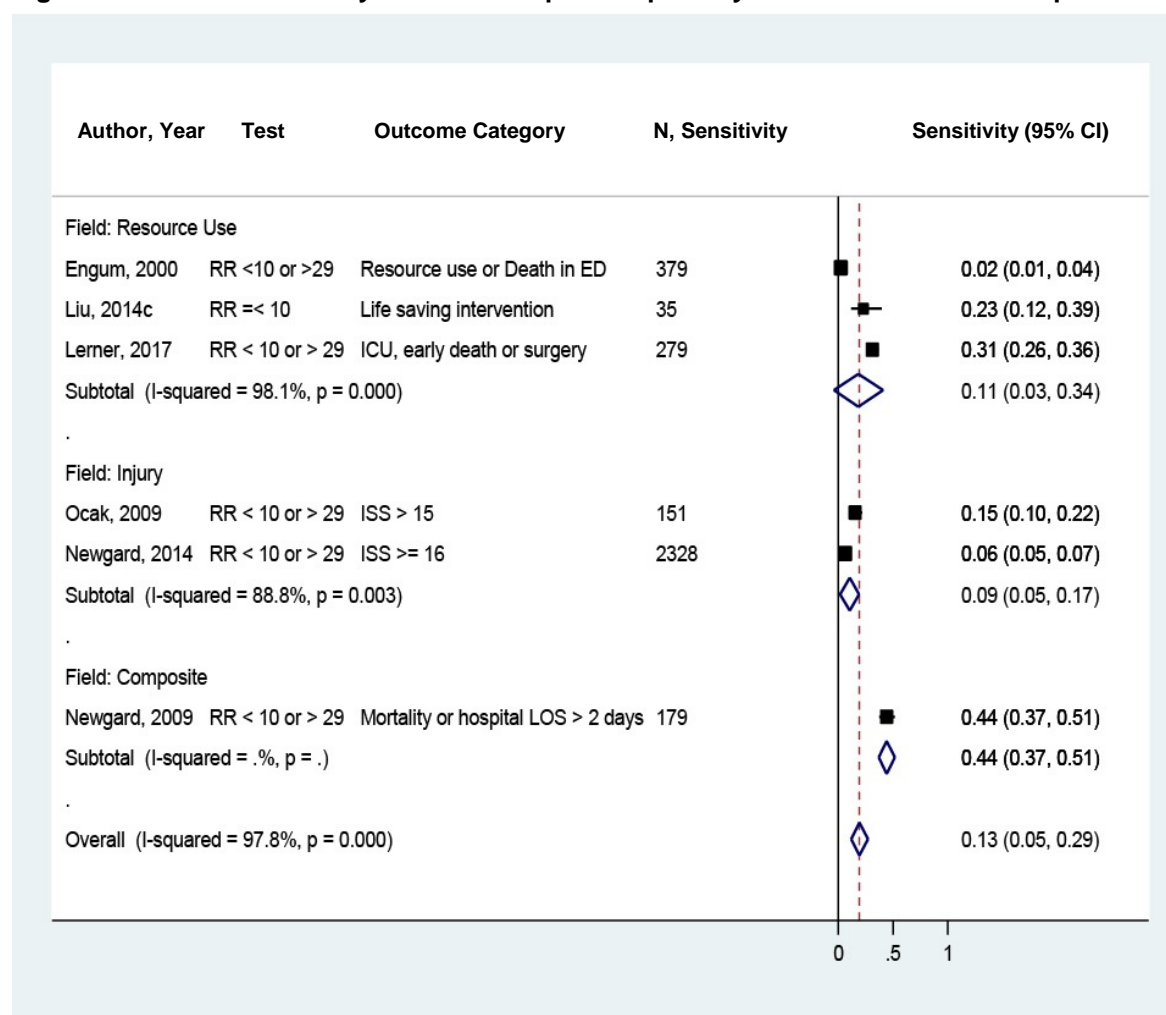 Author, Year Test Outcome Category N, Sensitivity Sensitivity (95% CI)
Field: Resource Use
Engum, 2000 RR <10 or >29 Resource use or Death in ED 379 0.02 (0.01, 0.04)
Liu, 2014c RR =< 10 Life saving intervention 35 0.23 (0.12, 0.39)
Lerner, 2017 RR < 10 or > 29 ICU, early death or surgery 279 0.31 (0.26, 0.36)
Subtotal (I-squared = 98.1%, p = 0.000) 0.11 (0.03, 0.34)
.
Field: Injury
Ocak, 2009 RR < 10 or > 29 ISS > 15 151 0.15 (0.10, 0.22)
Newgard, 2014 RR < 10 or > 29 ISS >= 16 2328 0.06 (0.05, 0.07)
Subtotal (I-squared = 88.8%, p = 0.003) 0.09 (0.05, 0.17)
.
Field: Composite
Newgard, 2009 RR < 10 or > 29 Mortality or hospital LOS > 2 days 179 0.44 (0.37, 0.51)
Subtotal (I-squared = .%, p = .) 0.44 (0.37, 0.51)
.
Overall (I-squared = 97.8%, p = 0.000) 0.13 (0.05, 0.29)
0 .5 1